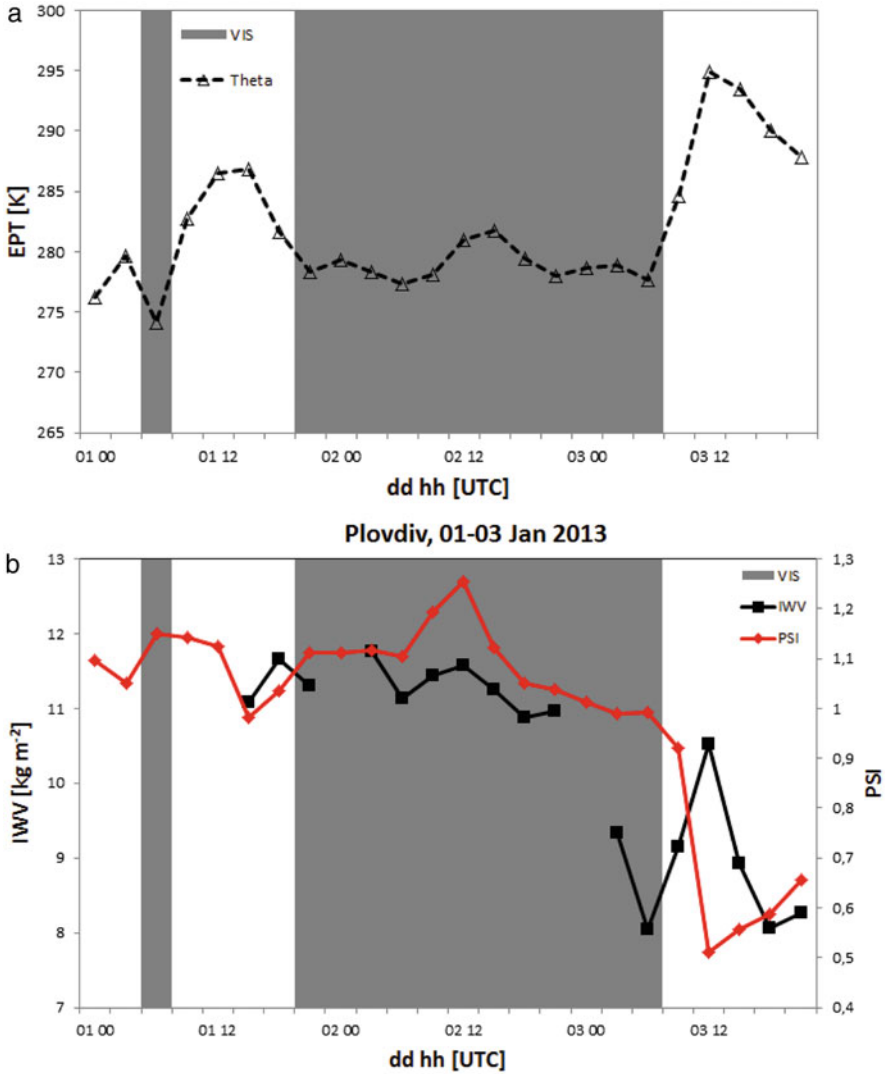 a
300
295
290
285
280
275
270
265
EPT [K]
VIS
Theta
01 00 01 12 02 00 02 12 03 00 03 12
dd hh [UTC]
Plovdiv, 01-03 Jan 2013
b
13
12
11
10
9
8
7
IWV [kg m-2]
VIS
IWV
PSI
1,3
1,2
1,1
1
0,9
0,8
0,7
0,6
0,5
0,4
PSI
01 00 01 12 02 00 02 12 03 00 03 12
dd hh [UTC]